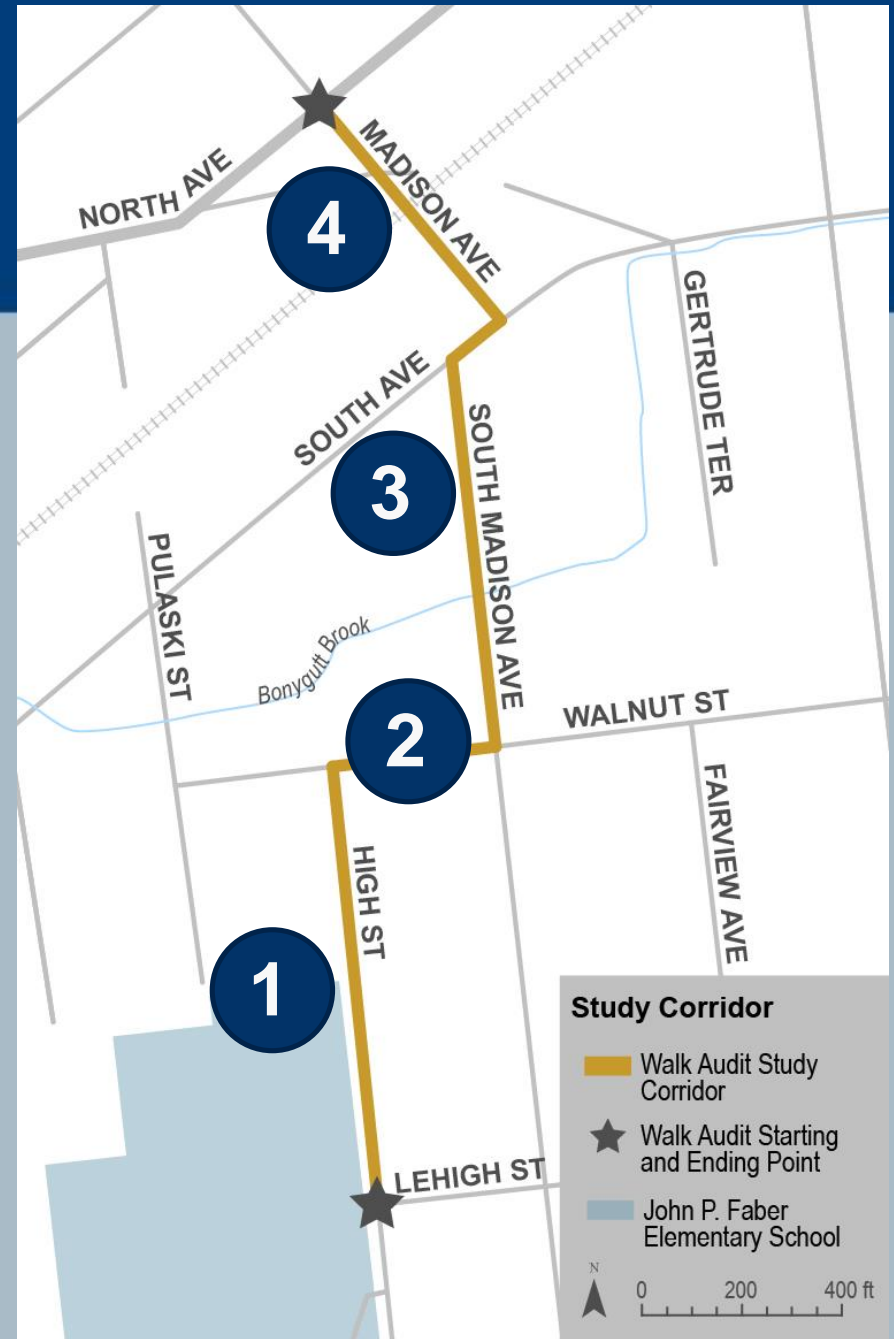 MADISON AVE
NORTH AVE
4
GERTRUDE TER
SOUTH AVE
SOUTH MADISON AVE
3
PULASKI ST
Bonygutt Brook
WALNUT ST
2
FAIRVIEW AVE
HIGH ST
1
LEHIGH ST
Study Corridor
Walk Audit Study
Corridor
Walk Audit Starting
and Ending Point
John P. Faber
Elementary School
N
0 200 400 ft